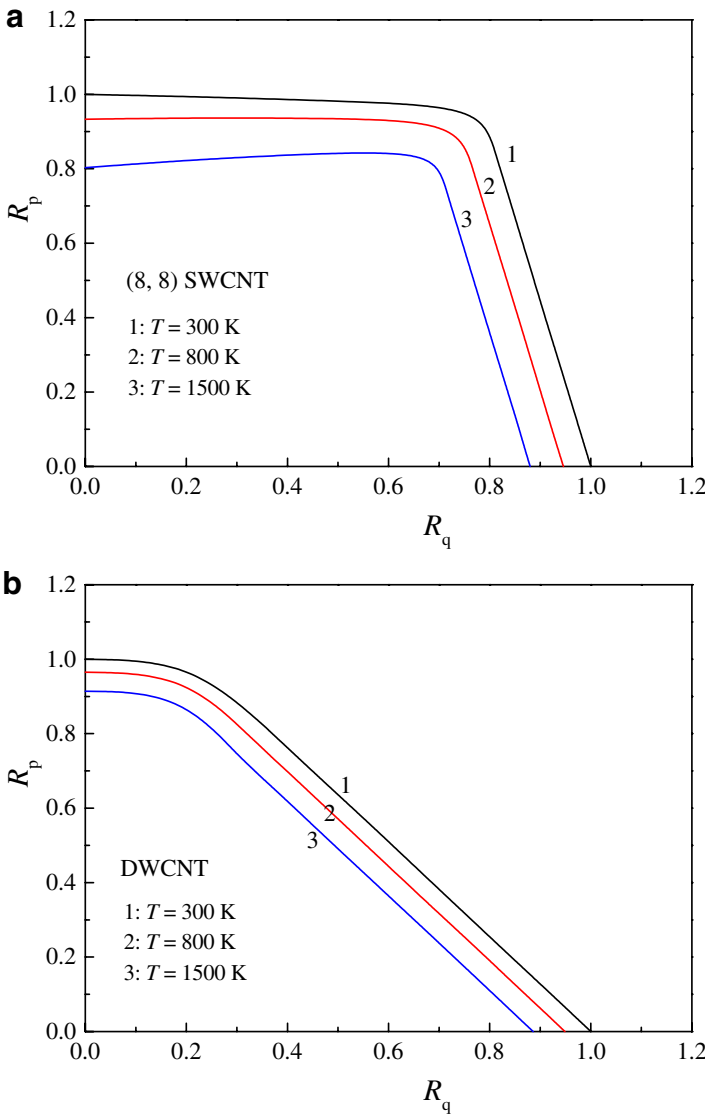 a
1.2
1.0
0.8
0.6
0.4
0.2
0.0
R_p
1
2
3
(8, 8) SWCNT
1: T = 300 K
2: T = 800 K
3: T = 1500 K
0.0 0.2 0.4 0.6 0.8 1.0 1.2
R_q
b
1.2
1.0
0.8
0.6
0.4
0.2
0.0
R_p
1
2
3
DWCNT
1: T = 300 K
2: T = 800 K
3: T = 1500 K
0.0 0.2 0.4 0.6 0.8 1.0 1.2
R_q